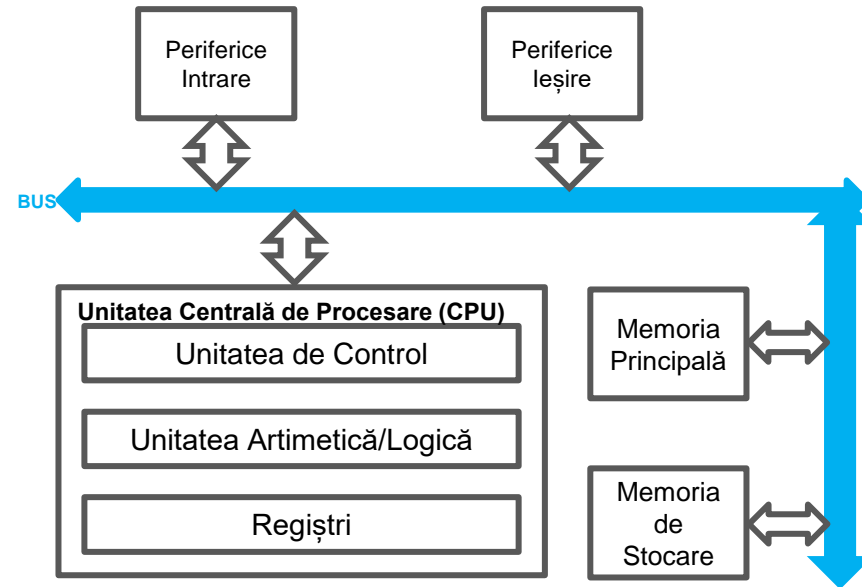 Periferice
Intrare
Periferice
Ieșire
BUS
Unitatea Centrală de Procesare (CPU)
Unitatea de Control
Unitatea Artimetică/Logică
Regiștri
Memoria
Principală
Memoria
de
Stocare